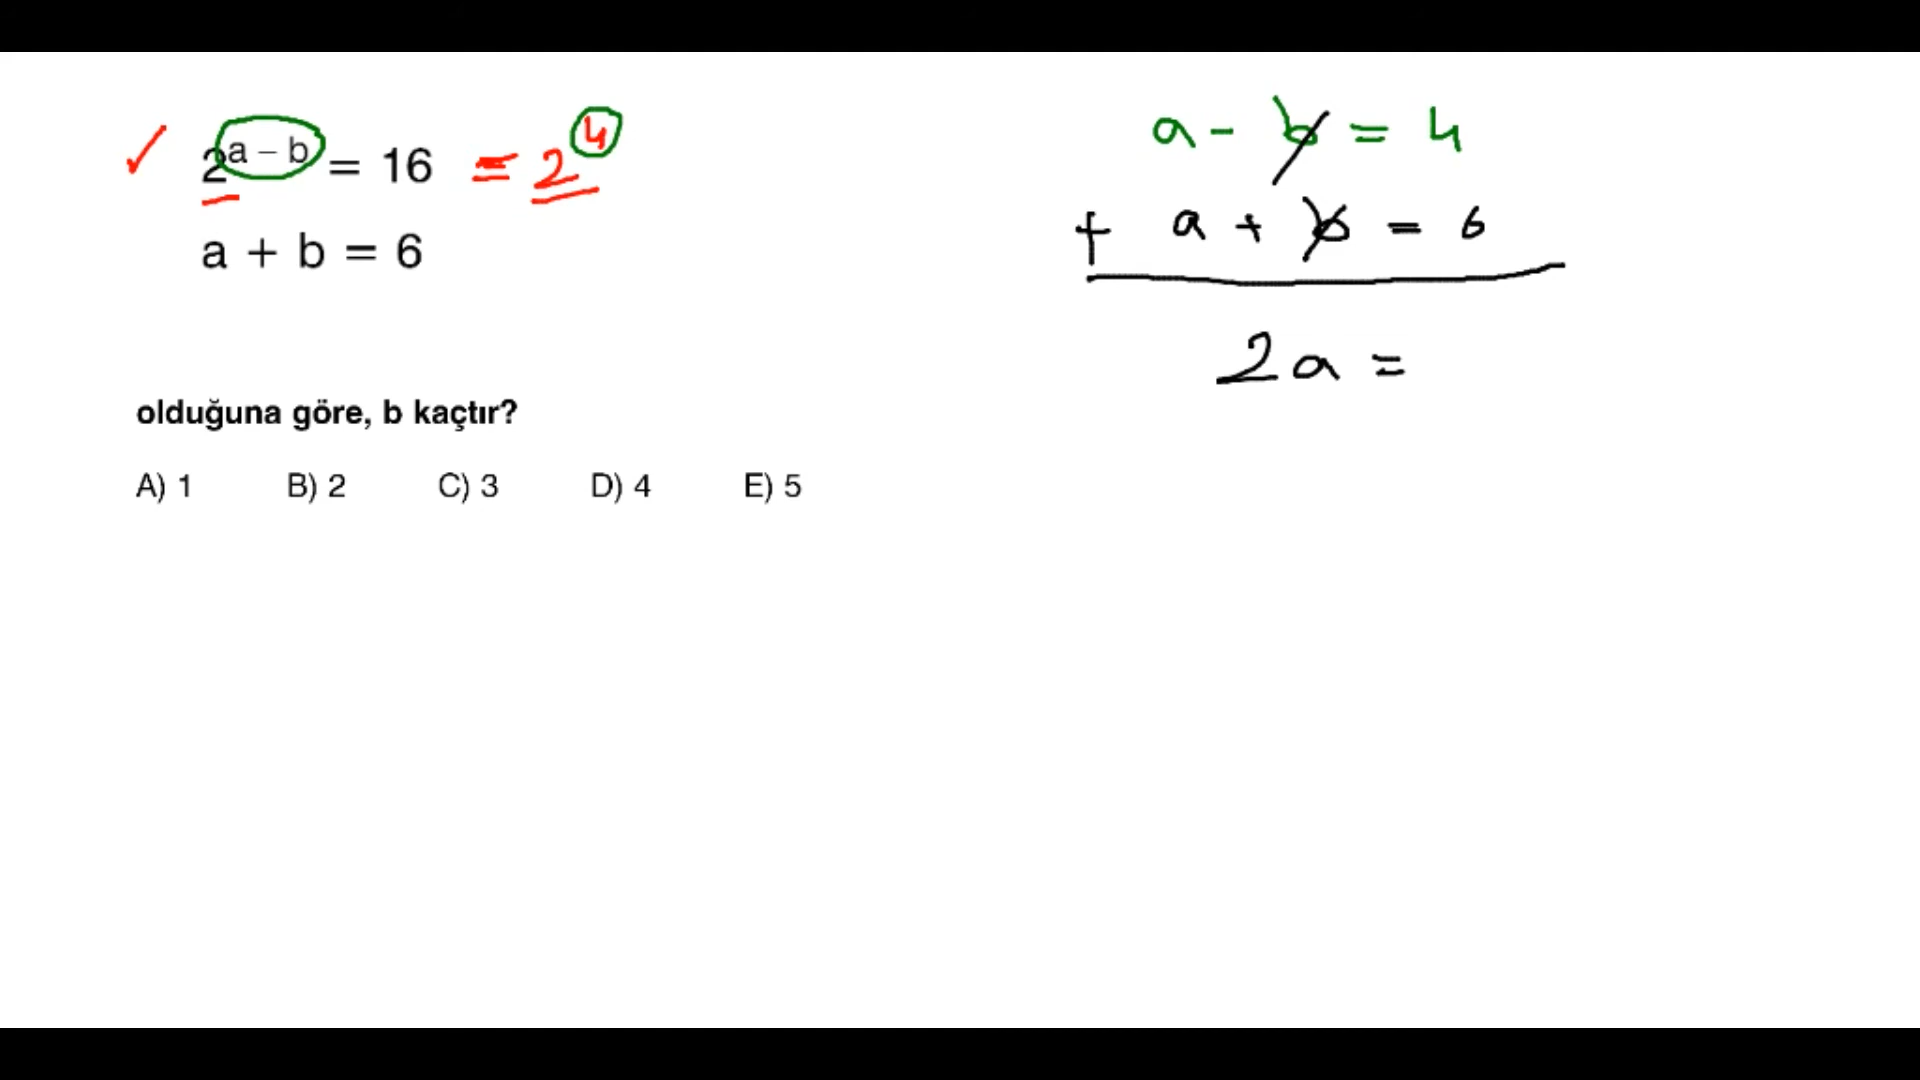 2^(a – b) = 16 = 2^4
a + b = 6
olduğuna göre, b kaçtır?
A) 1 B) 2 C) 3 D) 4 E) 5
a - b = 4
+ a + b = 6
2a =